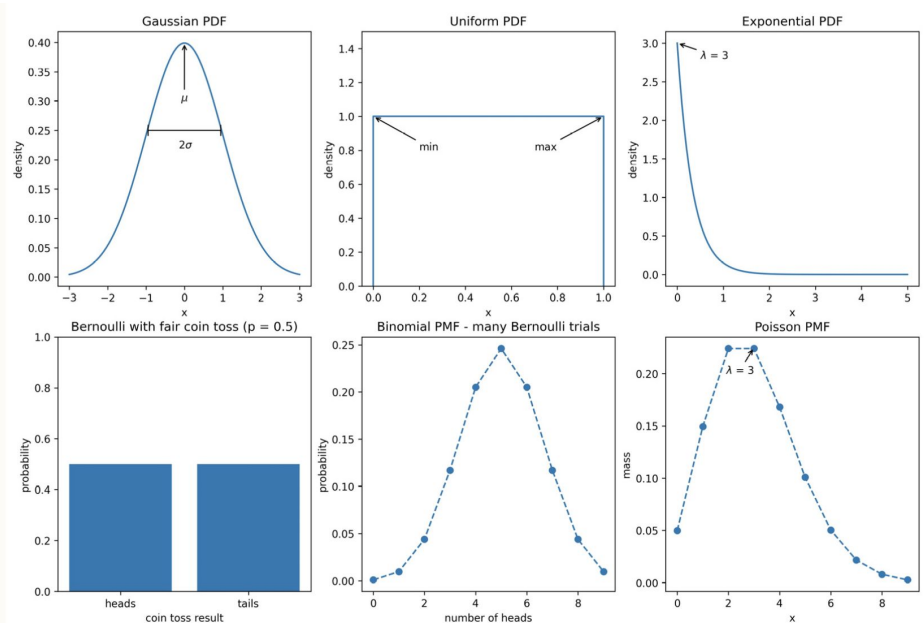 Gaussian PDF
0.40
0.35
0.30
0.25
0.20
0.15
0.10
0.05
0.00
density
μ
2σ
−3 −2 −1 0 1 2 3
x
Uniform PDF
1.4
1.2
1.0
0.8
0.6
0.4
0.2
0.0
density
min
max
0.0 0.2 0.4 0.6 0.8 1.0
x
Exponential PDF
3.0
2.5
2.0
1.5
1.0
0.5
0.0
density
λ = 3
0 1 2 3 4 5
x
Bernoulli with fair coin toss (p = 0.5)
1.0
0.8
0.6
0.4
0.2
0.0
probability
heads tails
coin toss result
Binomial PMF - many Bernoulli trials
0.25
0.20
0.15
0.10
0.05
0.00
probability
0 2 4 6 8
number of heads
Poisson PMF
0.20
0.15
0.10
0.05
0.00
mass
λ = 3
0 2 4 6 8
x